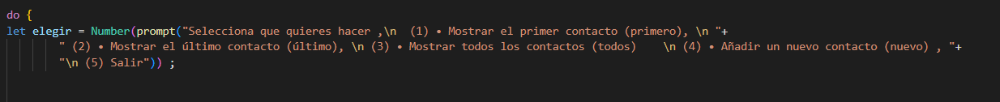 do {
let elegir = Number(prompt("Selecciona que quieres hacer ,\n  (1) • Mostrar el primer contacto (primero), \n "+
" (2) • Mostrar el último contacto (último), \n (3) • Mostrar todos los contactos (todos)    \n (4) • Añadir un nuevo contacto (nuevo) , "+
"\n (5) Salir")) ;